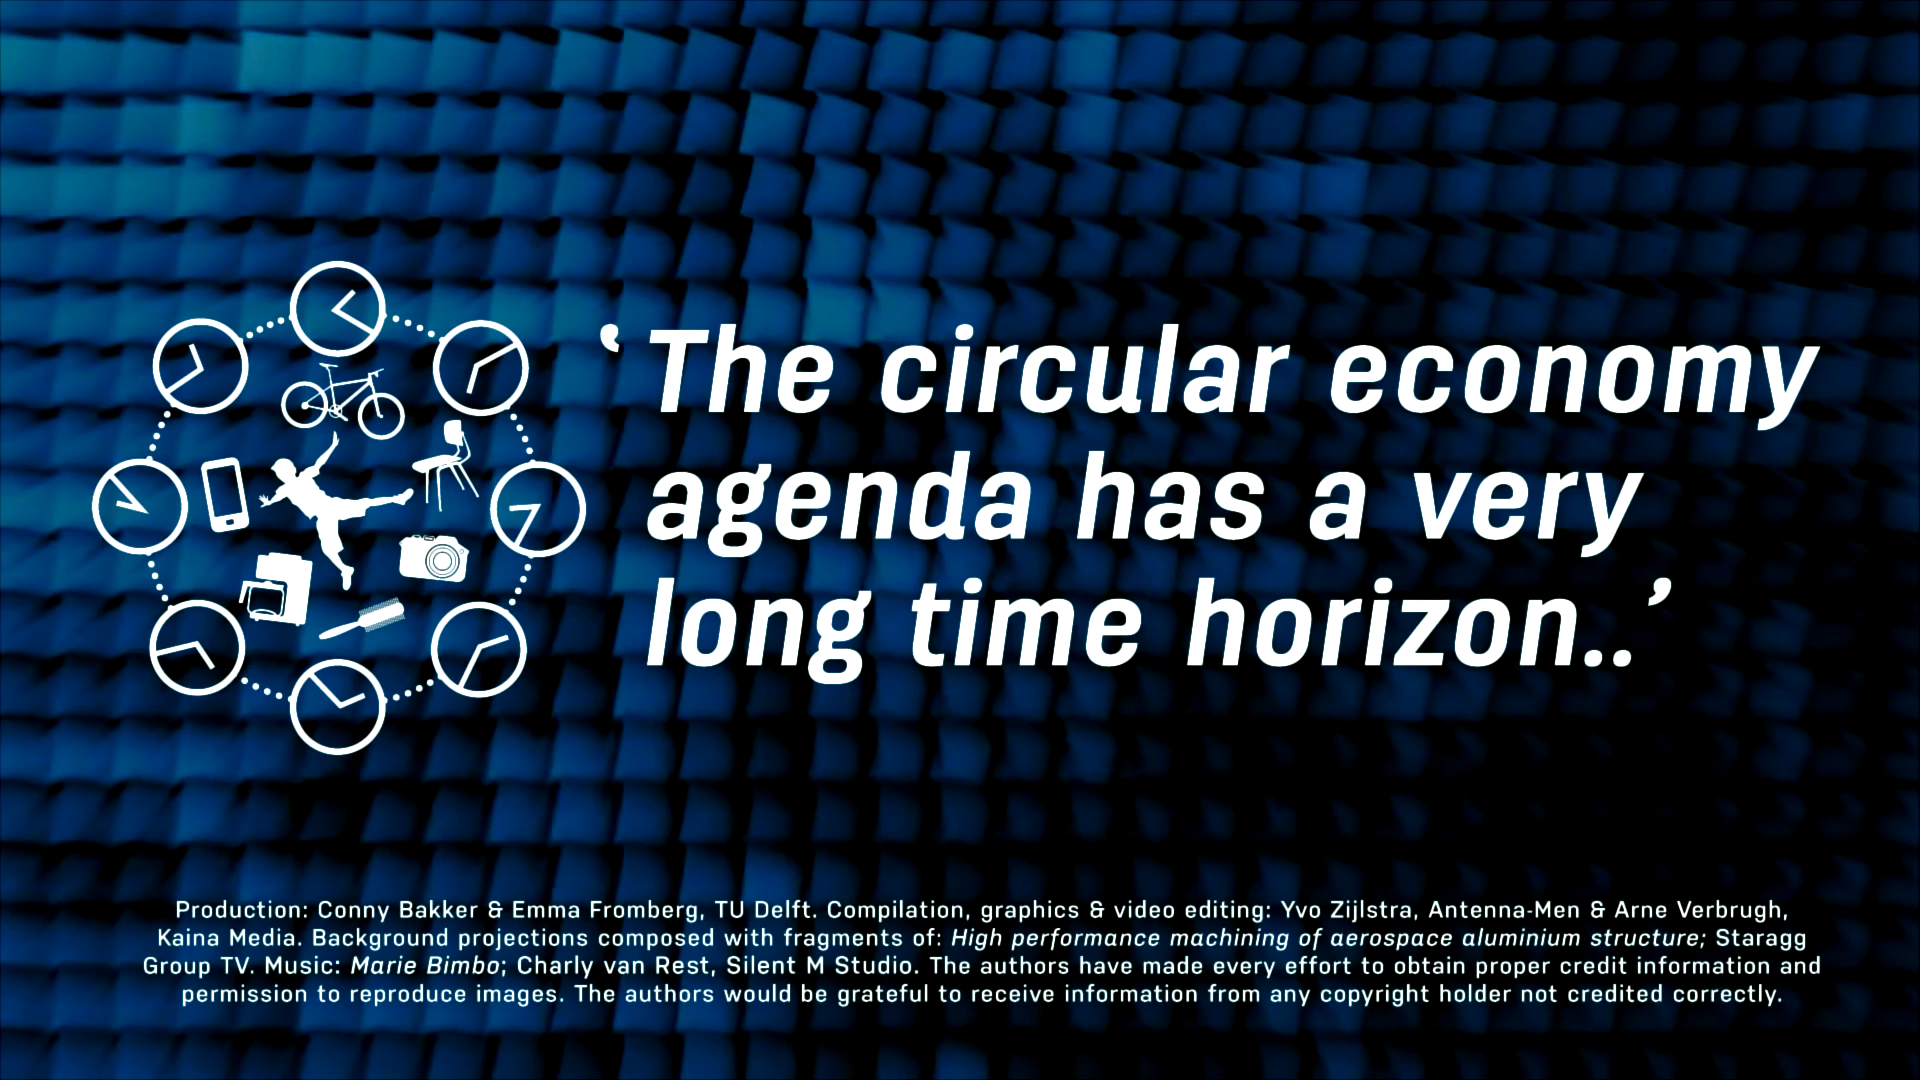 ‘ The circular economy
agenda has a very
long time horizon.. ’
Production: Conny Bakker & Emma Fromberg, TU Delft. Compilation, graphics & video editing: Yvo Zijlstra, Antenna-Men & Arne Verbrugh,
Kaina Media. Background projections composed with fragments of: High performance machining of aerospace aluminium structure; Staragg
Group TV. Music: Marie Bimbo; Charly van Rest, Silent M Studio. The authors have made every effort to obtain proper credit information and
permission to reproduce images. The authors would be grateful to receive information from any copyright holder not credited correctly.